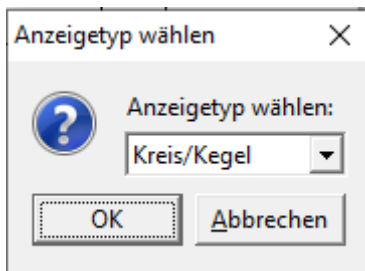 Anzeigetyp wählen
Anzeigetyp wählen:
Kreis/Kegel
OK
Abbrechen